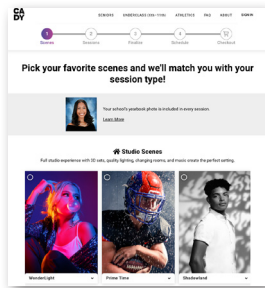 CADY
SENIORS UNDERCLASS (K8-11TH) ATHLETICS FAQ ABOUT SIGN IN
1 2 3 4
Scenes Sessions Finalize Schedule Checkout
Pick your favorite scenes and we'll match you with your
session type!
Your school's yearbook photo is included in every session.
Learn More
Studio Scenes
Full studio experience with 3D sets, quality lighting, changing rooms, and music create the perfect setting.
WonderLight Prime Time Shadowland